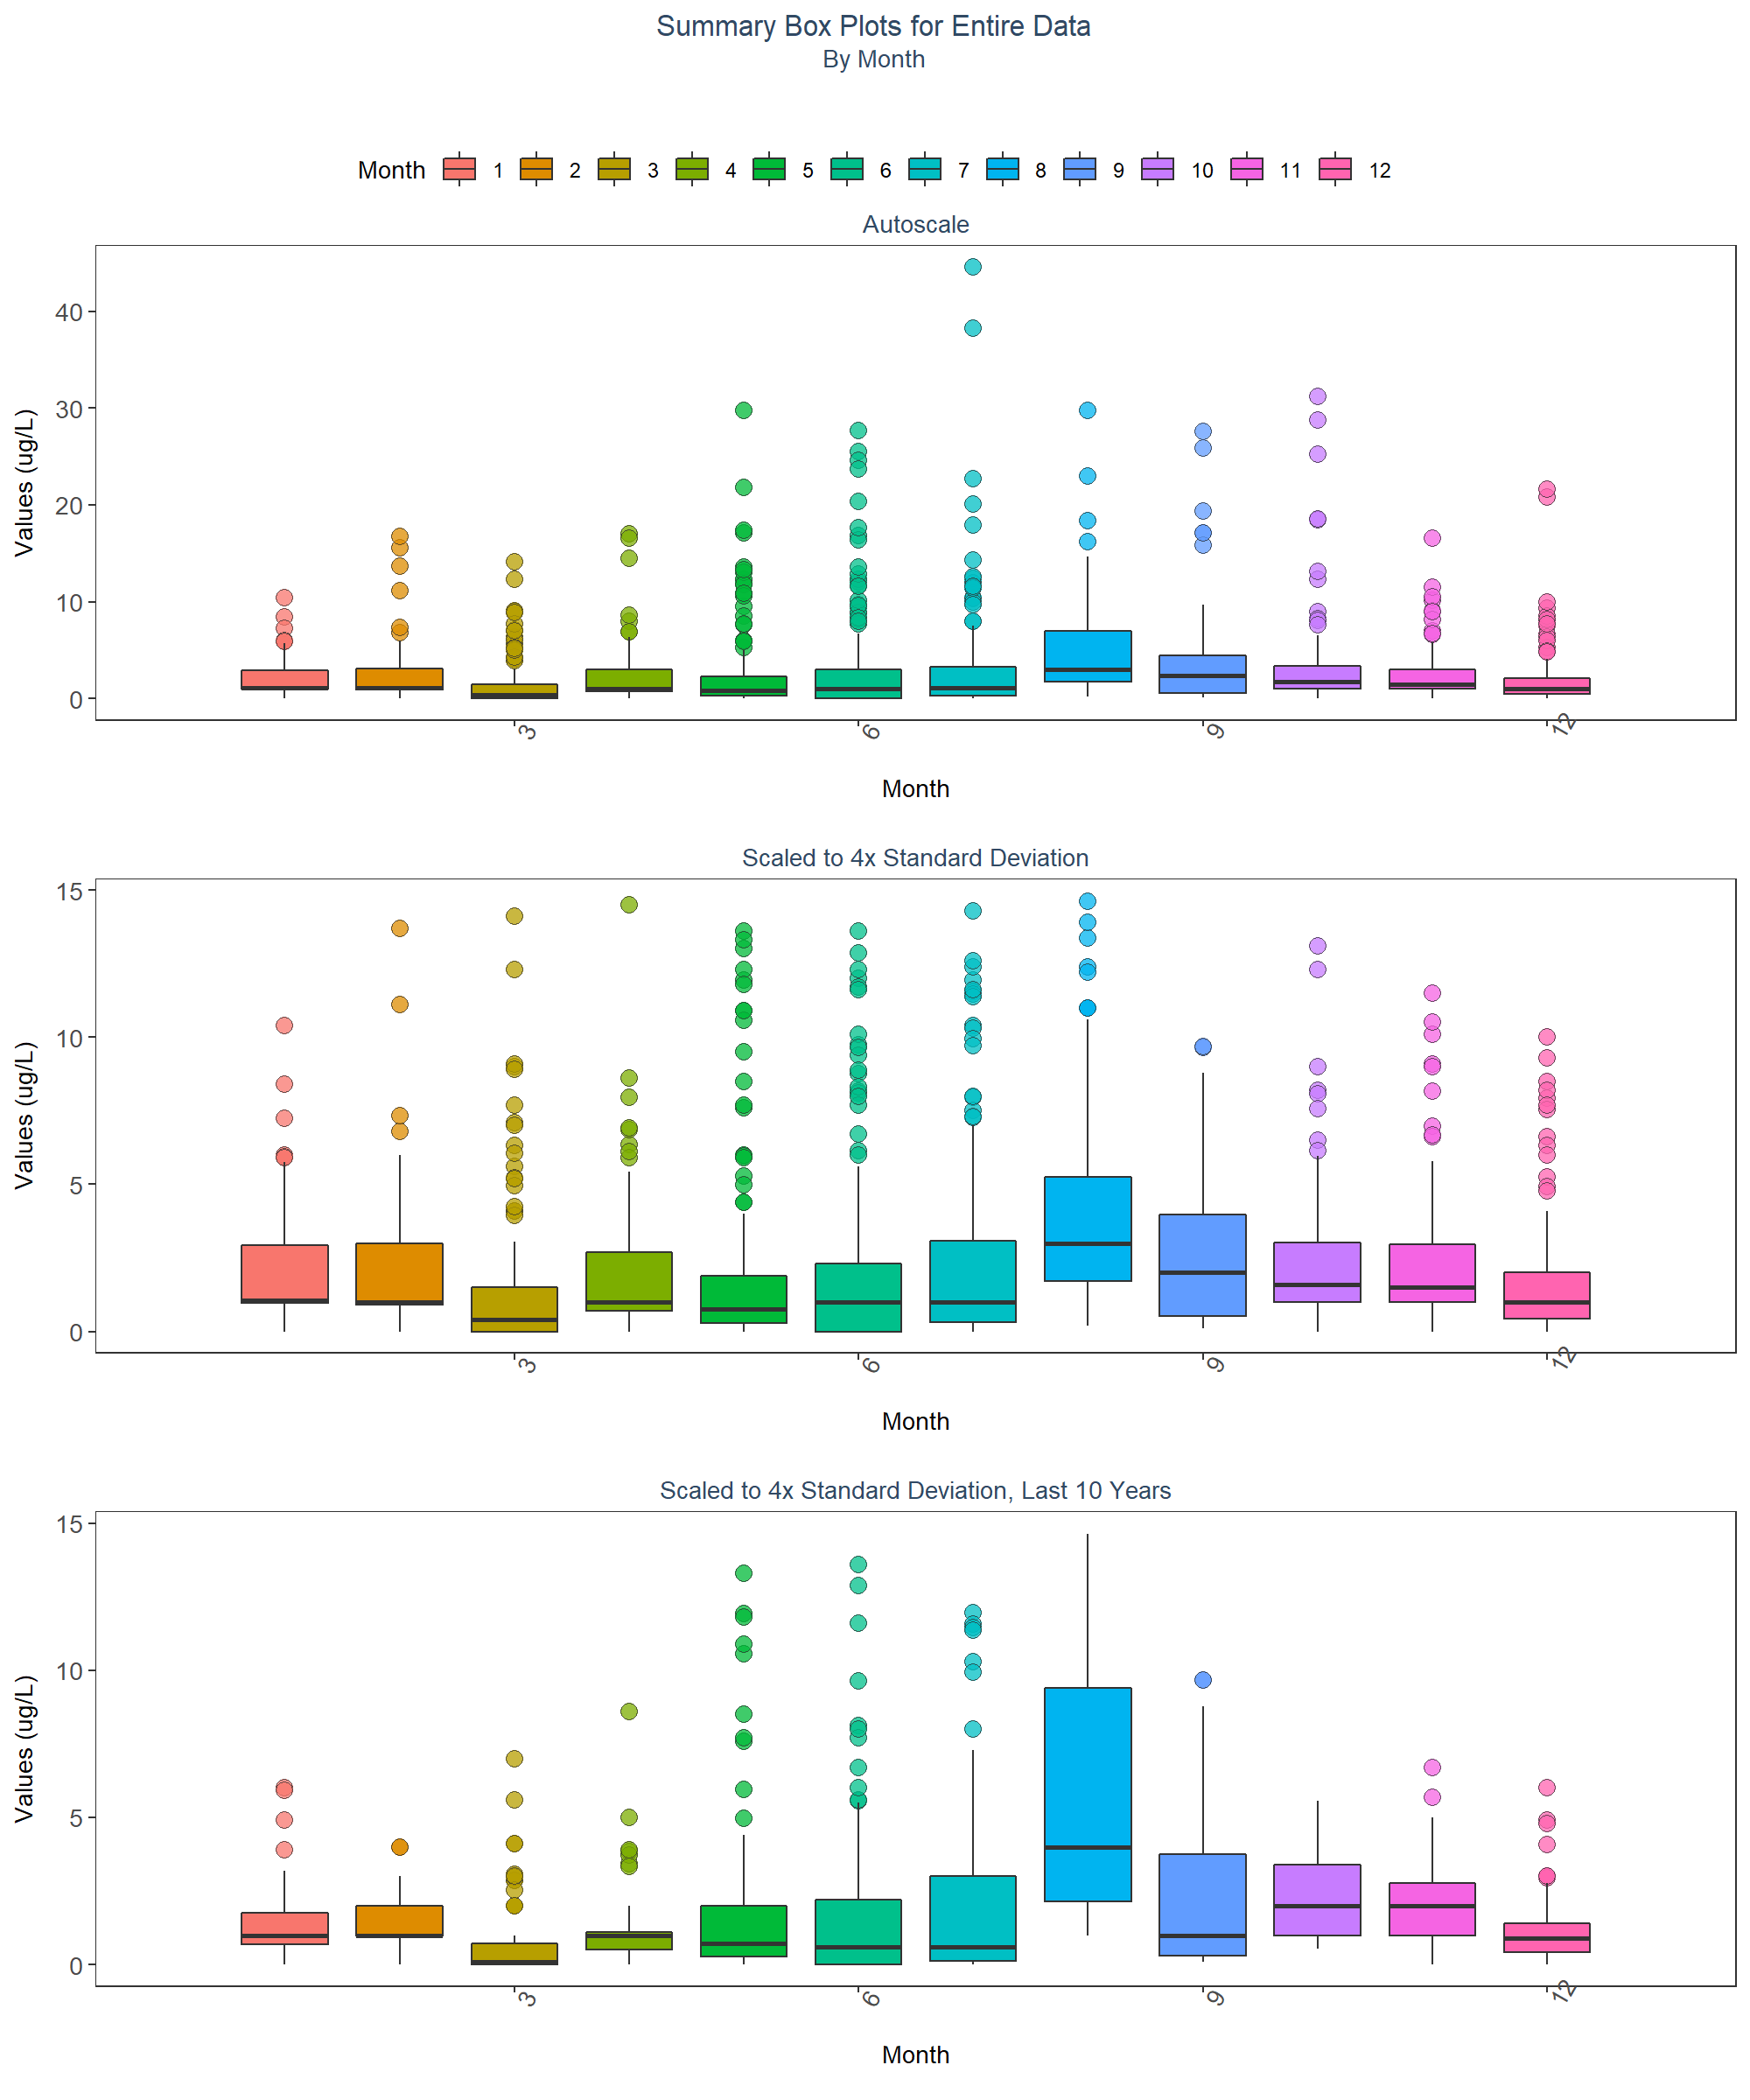 Summary Box Plots for Entire Data
By Month
Month 1 2 3 4 5 6 7 8 9 10 11 12
Autoscale
Values (ug/L)
40
30
20
10
0
3 6 9 12
Month
Scaled to 4x Standard Deviation
Values (ug/L)
15
10
5
0
3 6 9 12
Month
Scaled to 4x Standard Deviation, Last 10 Years
Values (ug/L)
15
10
5
0
3 6 9 12
Month